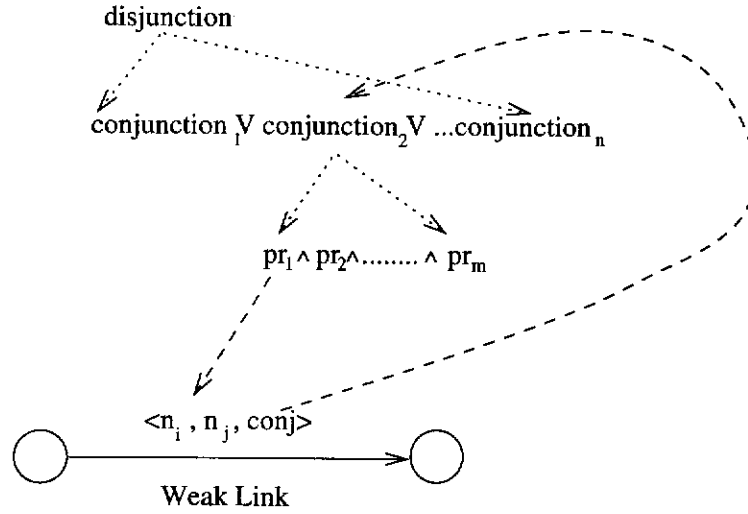 disjunction
conjunction₁ V conjunction₂ V ...conjunctionₙ
pr₁ ^ pr₂ ^ ........ ^ prₘ
<nᵢ , nⱼ , conj>
Weak Link